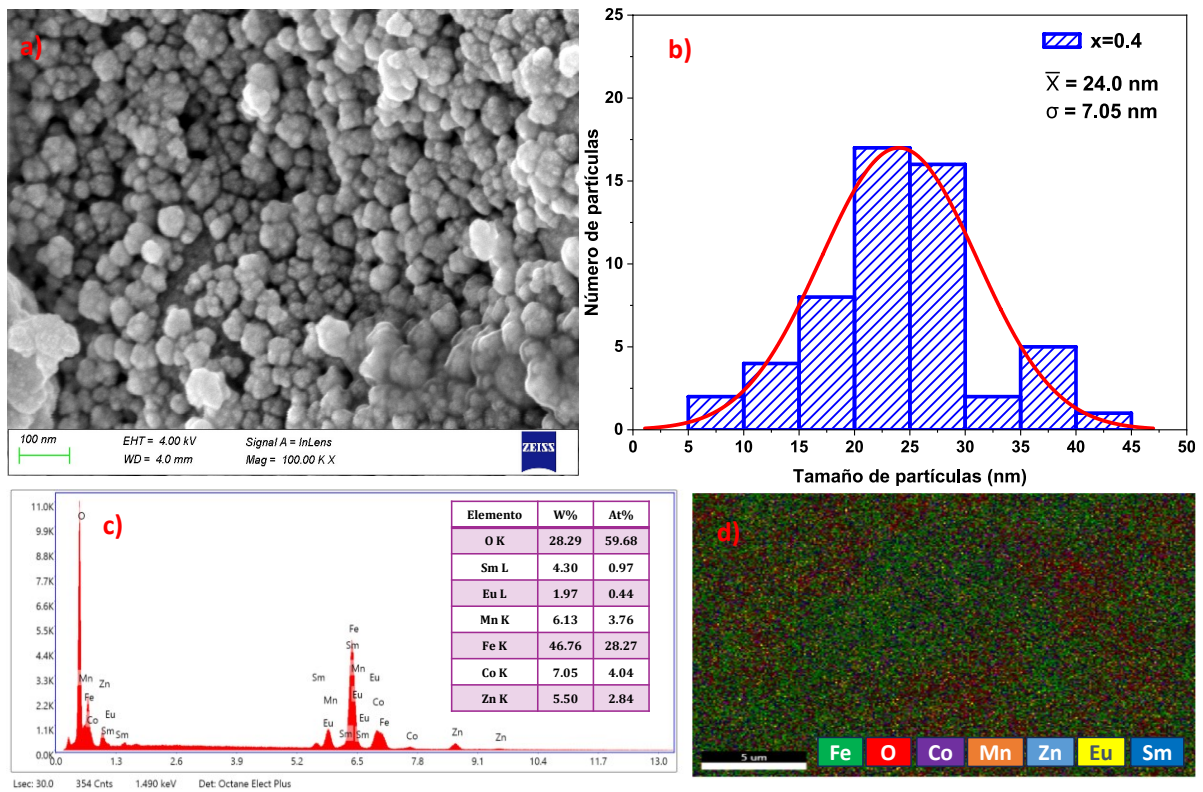 a)
100 nm
EHT = 4.00 kV
WD = 4.0 mm
Signal A = InLens
Mag = 100.00 K X
ZEISS
b)
x=0.4
X̅ = 24.0 nm
σ = 7.05 nm
Número de partículas
25
20
15
10
5
0
0 5 10 15 20 25 30 35 40 45 50
Tamaño de partículas (nm)
c)
11.0K
9.9K
8.8K
7.7K
6.6K
5.5K
4.4K
3.3K
2.2K
1.1K
0.0K
O
Mn
Fe
Co
Zn
Sm
Eu
Sm
Sm
Mn
Eu
Fe
Sm
Mn
Eu
Eu
Sm
Sm
Eu
Co
Fe
Co
Zn
Zn
0.0 1.3 2.6 3.9 5.2 6.5 7.8 9.1 10.4 11.7 13.0
Lsec: 30.0 354 Cnts 1.490 keV Det: Octane Elect Plus
Elemento W% At%
O K 28.29 59.68
Sm L 4.30 0.97
Eu L 1.97 0.44
Mn K 6.13 3.76
Fe K 46.76 28.27
Co K 7.05 4.04
Zn K 5.50 2.84
d)
5 um
Fe O Co Mn Zn Eu Sm